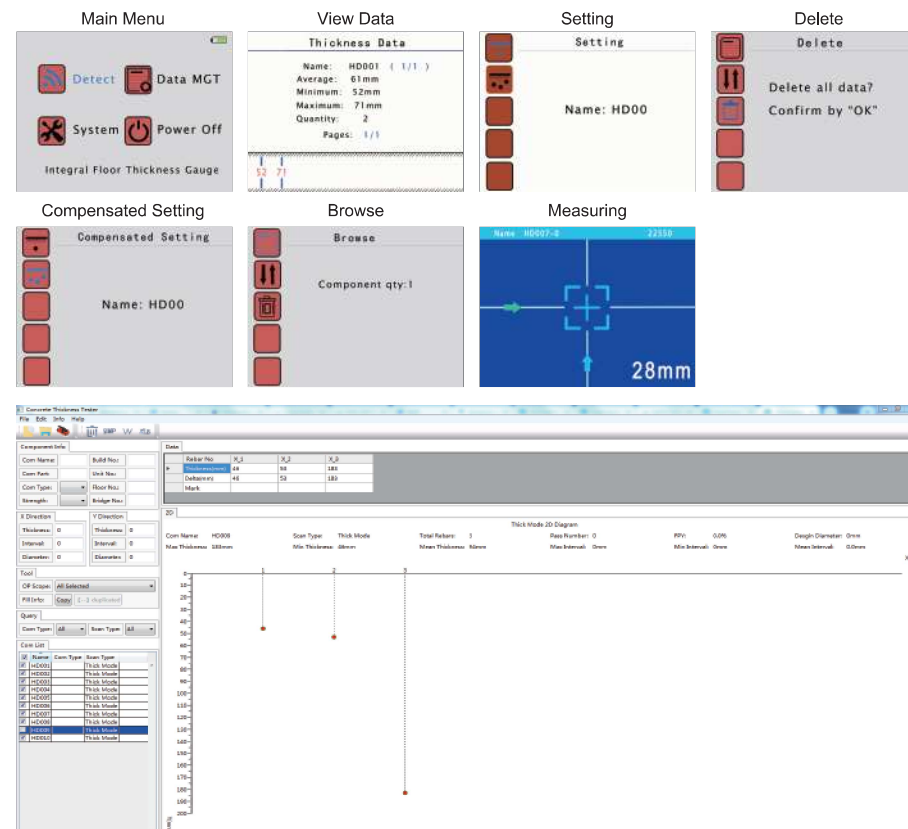 Main Menu
View Data
Setting
Delete
Detect
Data MGT
System
Power Off
Integral Floor Thickness Gauge
Thickness Data
Name: HD001 ( 1/1 )
Average: 61mm
Minimum: 52mm
Maximum: 71mm
Quantity: 2
Pages: 1/1
52 71
Setting
Name: HD00
Delete
Delete all data?
Confirm by "OK"
Compensated Setting
Browse
Measuring
Compensated Setting
Name: HD00
Browse
Component qty:1
Name HD007-0 22550
28mm
Concrete Thickness Tester
File Edit Info Help
Component Info
Com Name: Build No.:
Com Part: Unit No.:
Com Type: Floor No.:
Strength: Bridge No.:
X Direction Y Direction
Thickness: 0 Thickness: 0
Interval: 0 Interval: 0
Diameter: 0 Diameter: 0
Tool
OP Scope: All Selected
Fill Info: Copy
Query
Com Type: All Scan Type: All
Com List
Name Com Type Scan Type
HD001 Thick Mode
HD002 Thick Mode
HD003 Thick Mode
HD004 Thick Mode
HD005 Thick Mode
HD006 Thick Mode
HD007 Thick Mode
HD008 Thick Mode
HD009 Thick Mode
HD010 Thick Mode
Data
Rebar No X_1 X_2 X_3
Thickness(mm) 46 53 183
Delta(mm) 46 53 183
Mark
2D
Thick Mode 2D Diagram
Com Name: HD009 Scan Type: Thick Mode Total Rebars: 3 Pass Number: 0 PPV: 0.0% Design Diameter: 0mm
Max Thickness: 183mm Min Thickness: 46mm Mean Thickness: Max Interval: 0mm Min Interval: 0mm Mean Interval: 0.0mm
X
1 2 3
0
10
20
30
40
50
60
70
80
90
100
110
120
130
140
150
160
170
180
190
200